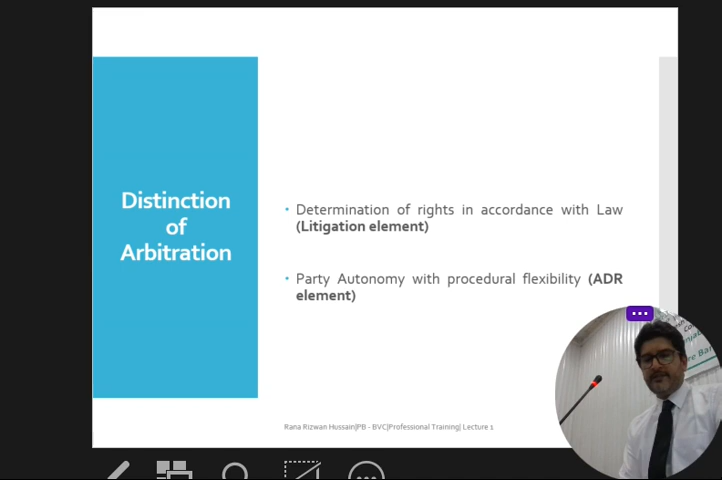 Distinction
of
Arbitration
• Determination of rights in accordance with Law
(Litigation element)
• Party Autonomy with procedural flexibility (ADR
element)
Rana Rizwan Hussain|PB - BVC|Professional Training| Lecture 1